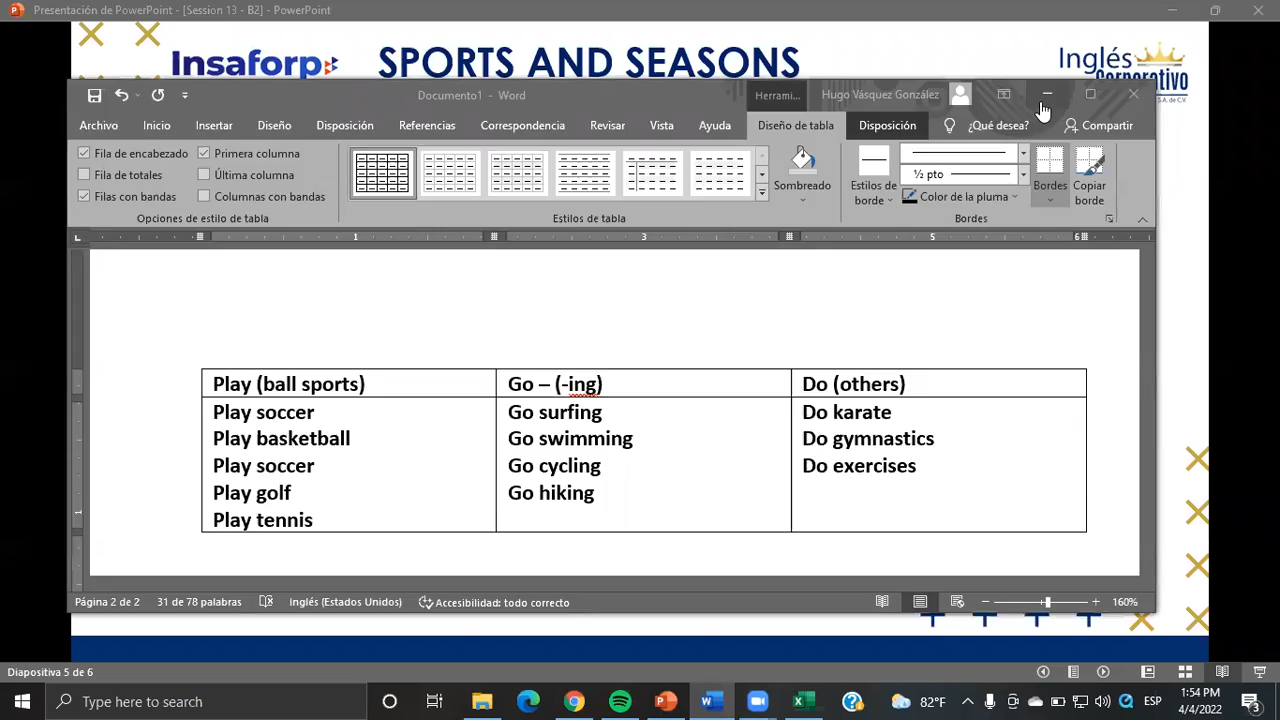 Presentación de PowerPoint - [Session 13 - B2] - PowerPoint
Insaforp
SPORTS AND SEASONS
Inglés
Corporativo
S.A. de C.V.
Documento1 - Word
Herrami...
Hugo Vásquez González
Archivo Inicio Insertar Diseño Disposición Referencias Correspondencia Revisar Vista Ayuda Diseño de tabla Disposición ¿Qué desea? Compartir
Fila de encabezado Primera columna
Fila de totales Última columna
Filas con bandas Columnas con bandas
Opciones de estilo de tabla
Estilos de tabla
Sombreado
Estilos de borde
½ pto
Color de la pluma
Bordes
Copiar borde
Bordes
1 3 5 6
Play (ball sports) Go – (-ing) Do (others)
Play soccer Go surfing Do karate
Play basketball Go swimming Do gymnastics
Play soccer Go cycling Do exercises
Play golf Go hiking
Play tennis
Página 2 de 2 31 de 78 palabras Inglés (Estados Unidos) Accesibilidad: todo correcto 160%
Diapositiva 5 de 6
Type here to search
82°F ESP 1:54 PM
4/4/2022
3